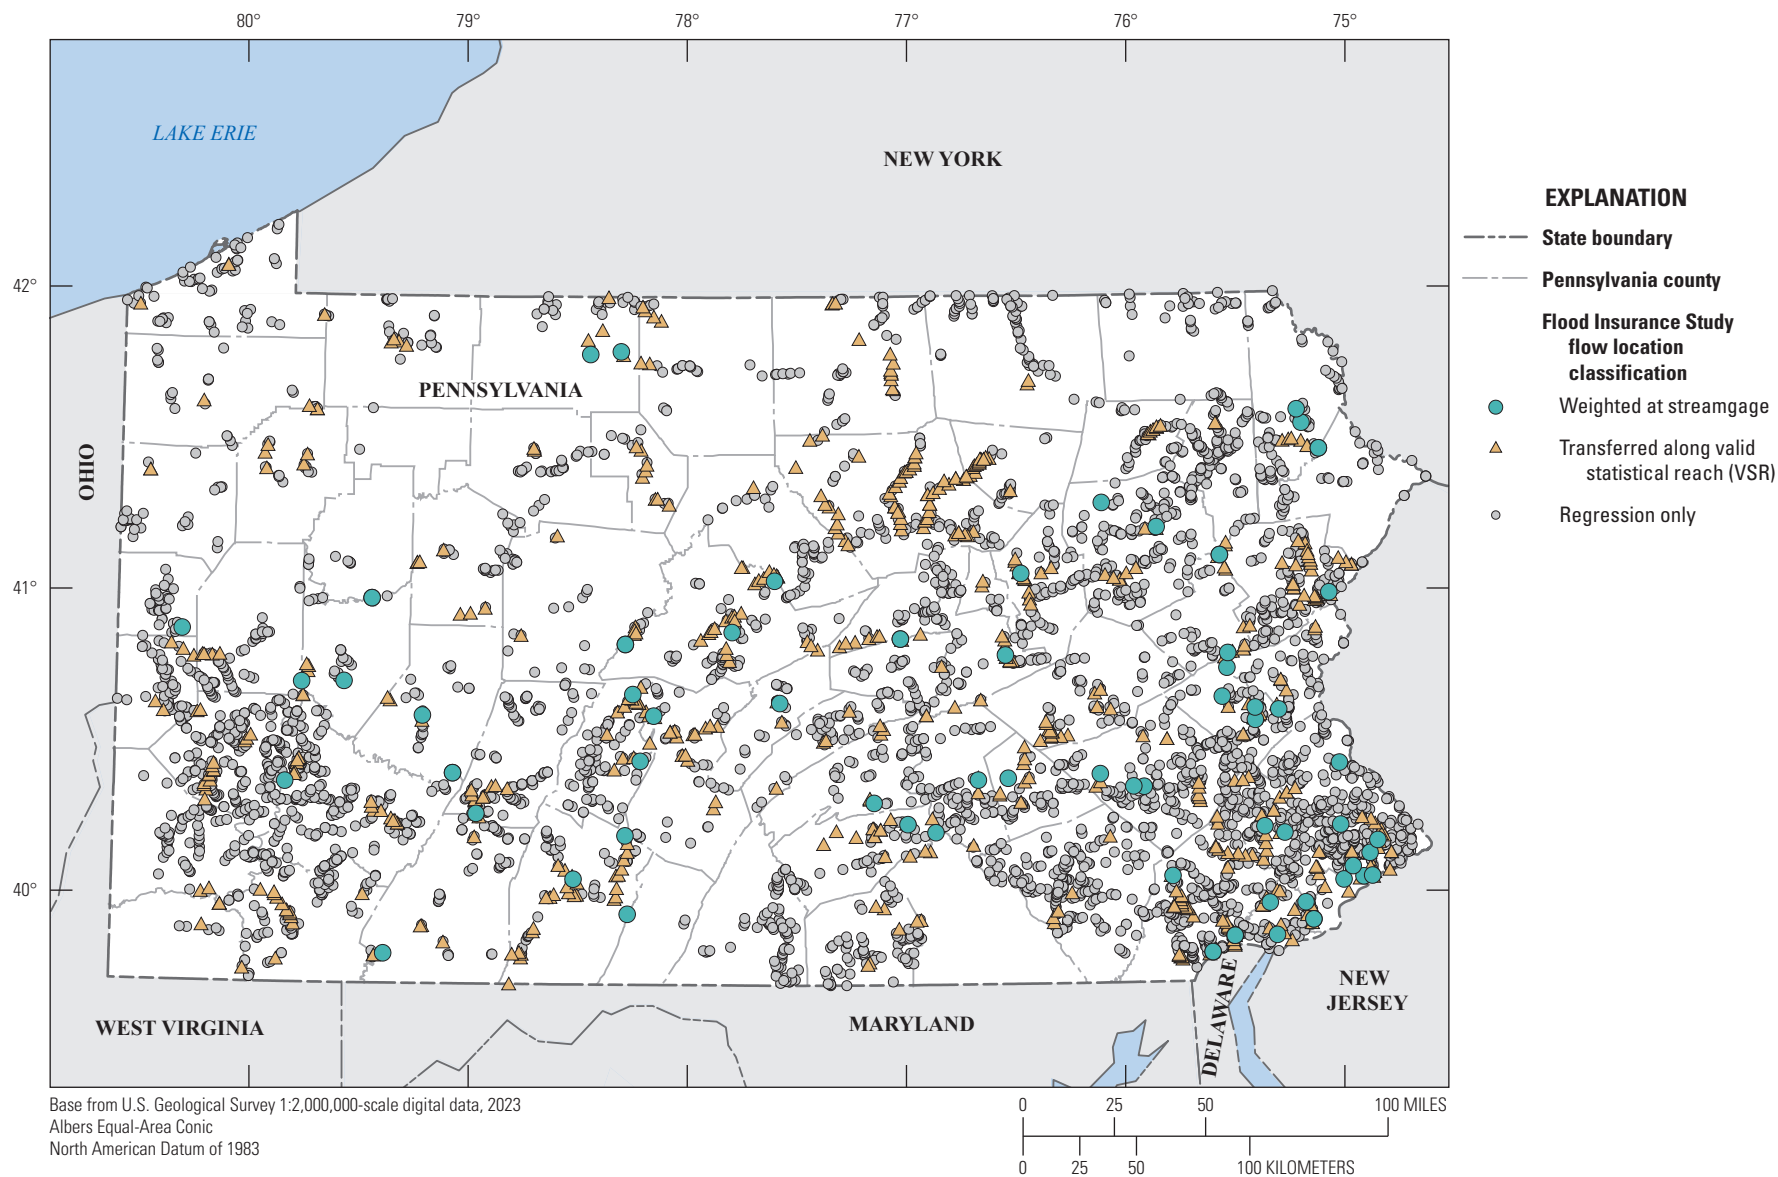 80°
79°
78°
77°
76°
75°
LAKE ERIE
NEW YORK
EXPLANATION
State boundary
Pennsylvania county
Flood Insurance Study
flow location
classification
Weighted at streamgage
Transferred along valid
statistical reach (VSR)
Regression only
42°
41°
40°
PENNSYLVANIA
OHIO
WEST VIRGINIA
MARYLAND
DELAWARE
NEW
JERSEY
Base from U.S. Geological Survey 1:2,000,000-scale digital data, 2023
Albers Equal-Area Conic
North American Datum of 1983
0 25 50 100 MILES
0 25 50 100 KILOMETERS